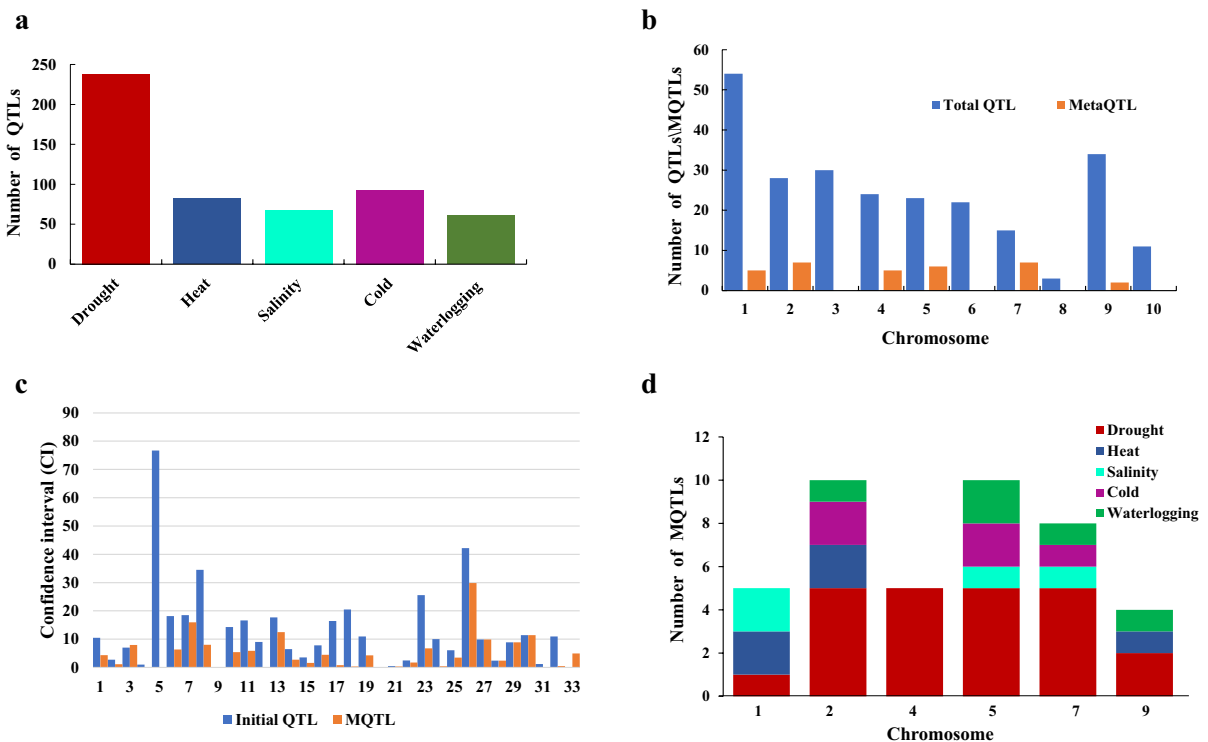 a
250
200
150
100
50
0
Number of QTLs
Drought
Heat
Salinity
Cold
Waterlogging
b
60
50
40
30
20
10
0
Number of QTLs\MQTLs
Total QTL
MetaQTL
1 2 3 4 5 6 7 8 9 10
Chromosome
c
90
80
70
60
50
40
30
20
10
0
Confidence interval (CI)
1 3 5 7 9 11 13 15 17 19 21 23 25 27 29 31 33
Initial QTL MQTL
d
12
10
8
6
4
2
0
Number of MQTLs
Drought
Heat
Salinity
Cold
Waterlogging
1 2 4 5 7 9
Chromosome